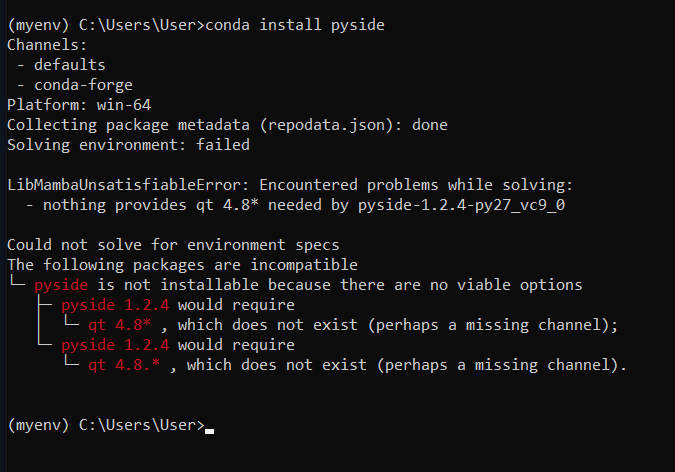 (myenv) C:\Users\User>conda install pyside
Channels:
 - defaults
 - conda-forge
Platform: win-64
Collecting package metadata (repodata.json): done
Solving environment: failed

LibMambaUnsatisfiableError: Encountered problems while solving:
  - nothing provides qt 4.8* needed by pyside-1.2.4-py27_vc9_0

Could not solve for environment specs
The following packages are incompatible
└─ pyside is not installable because there are no viable options
   ├─ pyside 1.2.4 would require
   │  └─ qt 4.8* , which does not exist (perhaps a missing channel);
   └─ pyside 1.2.4 would require
      └─ qt 4.8.* , which does not exist (perhaps a missing channel).

(myenv) C:\Users\User>